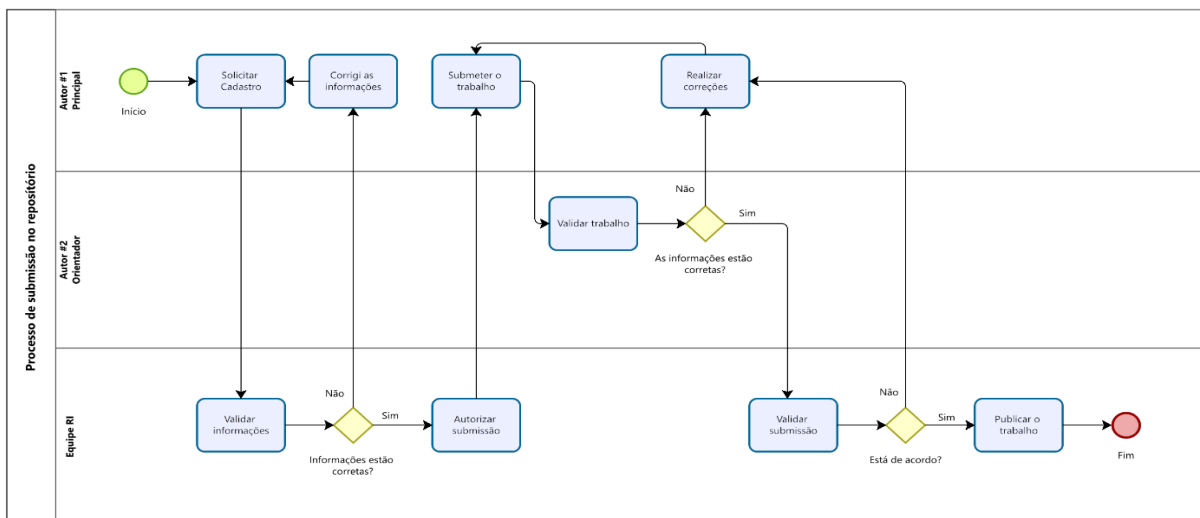 Processo de submissão no repositório
Autor #1
Principal
Início
Solicitar
Cadastro
Corrigi as
informações
Submeter o
trabalho
Realizar
correções
Autor #2
Orientador
Validar trabalho
Não
Sim
As informações estão
corretas?
Equipe RI
Validar
informações
Não
Sim
Informações estão
corretas?
Autorizar
submissão
Validar
submissão
Não
Sim
Está de acordo?
Publicar o
trabalho
Fim